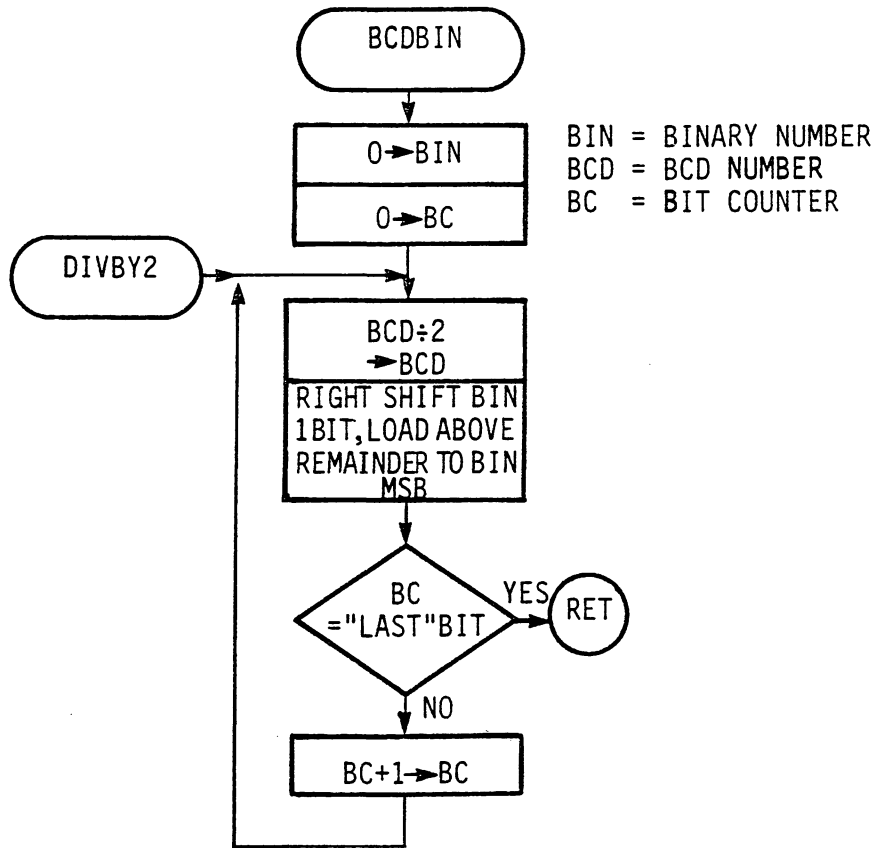 BCDBIN
0→BIN
0→BC
BIN = BINARY NUMBER
BCD = BCD NUMBER
BC = BIT COUNTER
DIVBY2
BCD÷2
→BCD
RIGHT SHIFT BIN
1BIT, LOAD ABOVE
REMAINDER TO BIN
MSB
BC
="LAST"BIT
YES
RET
NO
BC+1→BC